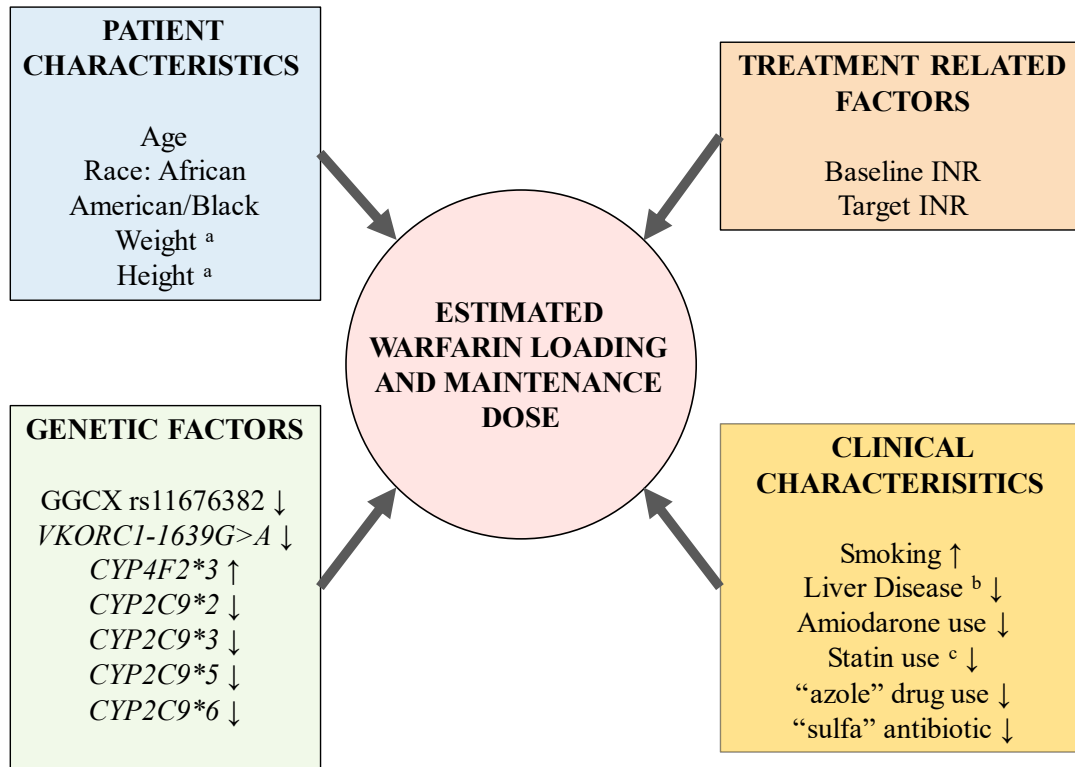 PATIENT
CHARACTERISTICS
Age
Race: African
American/Black
Weight ᵃ
Height ᵃ
TREATMENT RELATED
FACTORS
Baseline INR
Target INR
ESTIMATED
WARFARIN LOADING
AND MAINTENANCE
DOSE
GENETIC FACTORS
GGCX rs11676382 ↓
VKORC1-1639G>A ↓
CYP4F2*3 ↑
CYP2C9*2 ↓
CYP2C9*3 ↓
CYP2C9*5 ↓
CYP2C9*6 ↓
CLINICAL
CHARACTERISITICS
Smoking ↑
Liver Disease ᵇ ↓
Amiodarone use ↓
Statin use ᶜ ↓
“azole” drug use ↓
“sulfa” antibiotic ↓